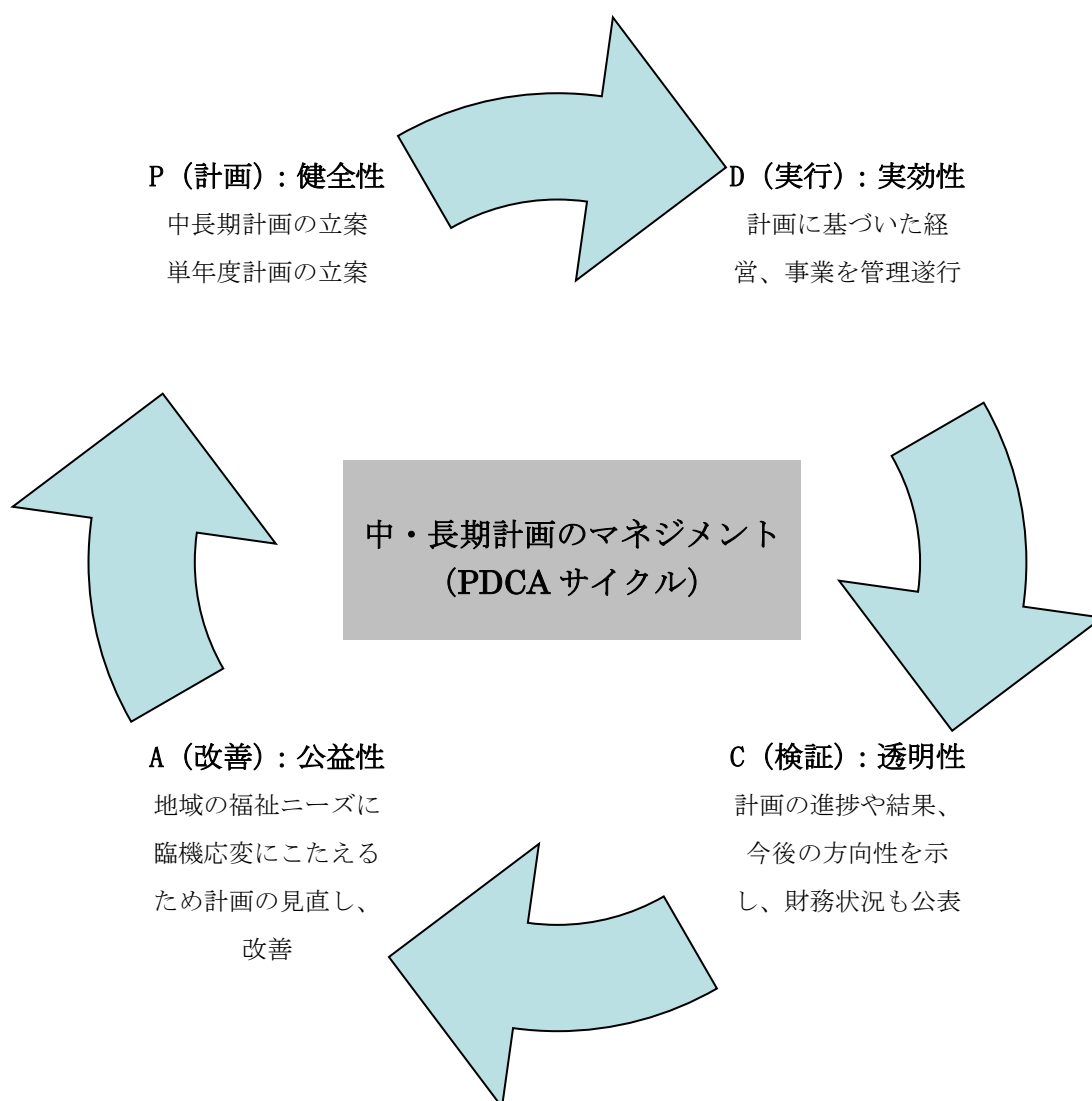 P（計画）：健全性
中長期計画の立案
単年度計画の立案
D（実行）：実効性
計画に基づいた経
営、事業を管理遂行
中・長期計画のマネジメント
（PDCA サイクル）
A（改善）：公益性
地域の福祉ニーズに
臨機応変にこたえる
ため計画の見直し、
改善
C（検証）：透明性
計画の進捗や結果、
今後の方向性を示
し、財務状況も公表